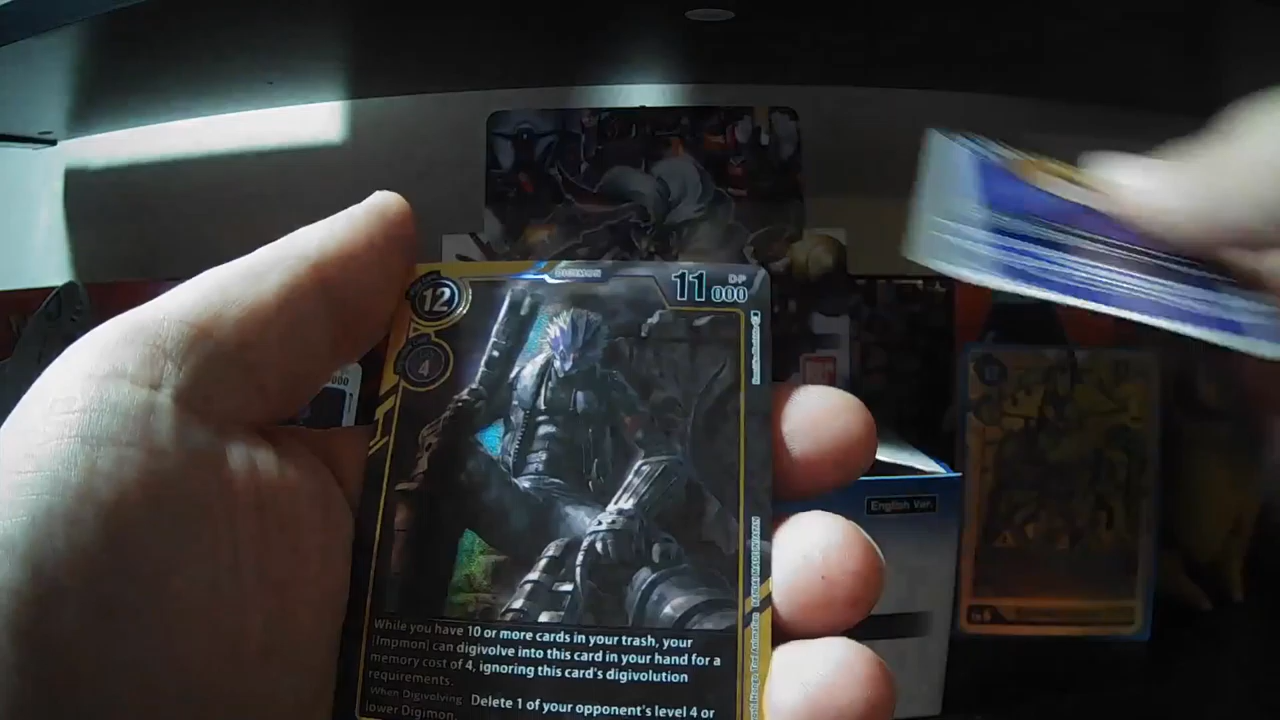 DIGIMON
12
11000
DP
4
English Ver.
While you have 10 or more cards in your trash, your
[Impmon] can digivolve into this card in your hand for a
memory cost of 4, ignoring this card's digivolution
requirements.
When Digivolving Delete 1 of your opponent's level 4 or
lower Digimon.